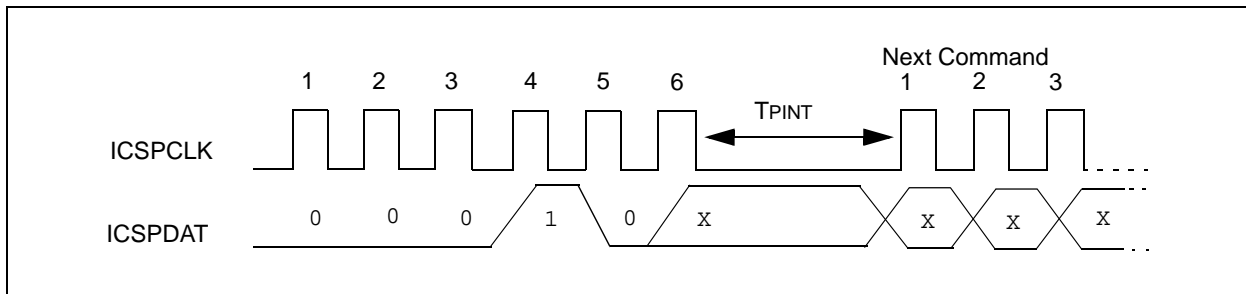 Next Command
1 2 3 4 5 6 1 2 3
TPINT
ICSPCLK
0 0 0 1 0 X X X X
ICSPDAT